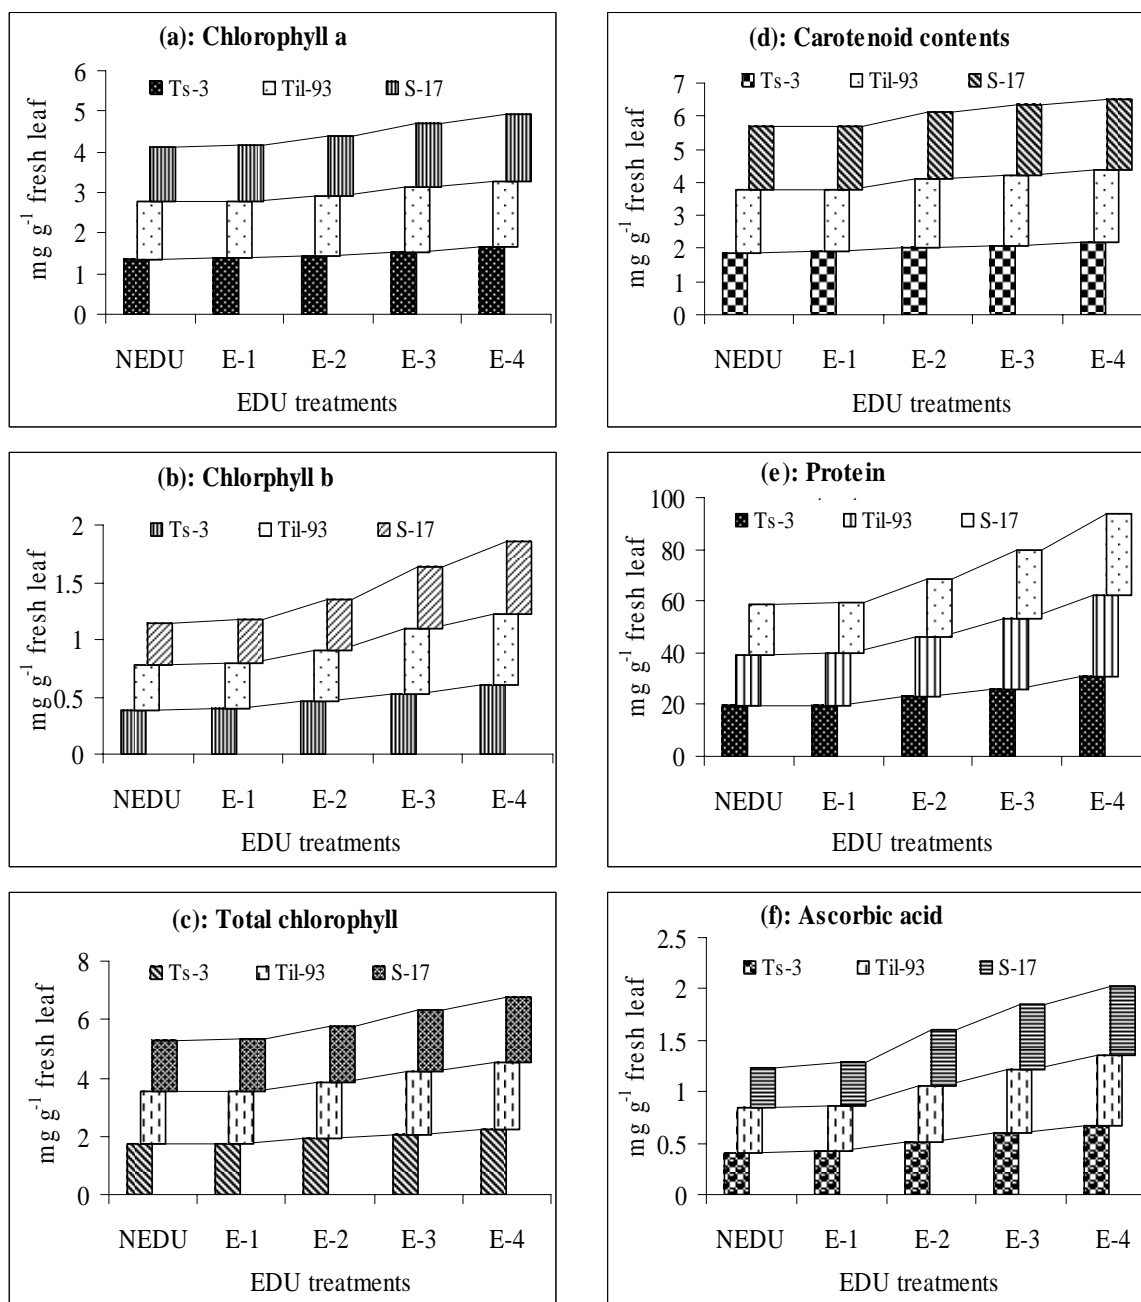 (a): Chlorophyll a
Ts-3 Til-93 S-17
mg g-1 fresh leaf
6
5
4
3
2
1
0
NEDU E-1 E-2 E-3 E-4
EDU treatments
(b): Chlorphyll b
Ts-3 Til-93 S-17
mg g-1 fresh leaf
2
1.5
1
0.5
0
NEDU E-1 E-2 E-3 E-4
EDU treatments
(c): Total chlorophyll
Ts-3 Til-93 S-17
mg g-1 fresh leaf
8
6
4
2
0
NEDU E-1 E-2 E-3 E-4
EDU treatments
(d): Carotenoid contents
Ts-3 Til-93 S-17
mg g-1 fresh leaf
7
6
5
4
3
2
1
0
NEDU E-1 E-2 E-3 E-4
EDU treatments
(e): Protein
Ts-3 Til-93 S-17
mg g-1 fresh leaf
100
80
60
40
20
0
NEDU E-1 E-2 E-3 E-4
EDU treatments
(f): Ascorbic acid
Ts-3 Til-93 S-17
mg g-1 fresh leaf
2.5
2
1.5
1
0.5
0
NEDU E-1 E-2 E-3 E-4
EDU treatments